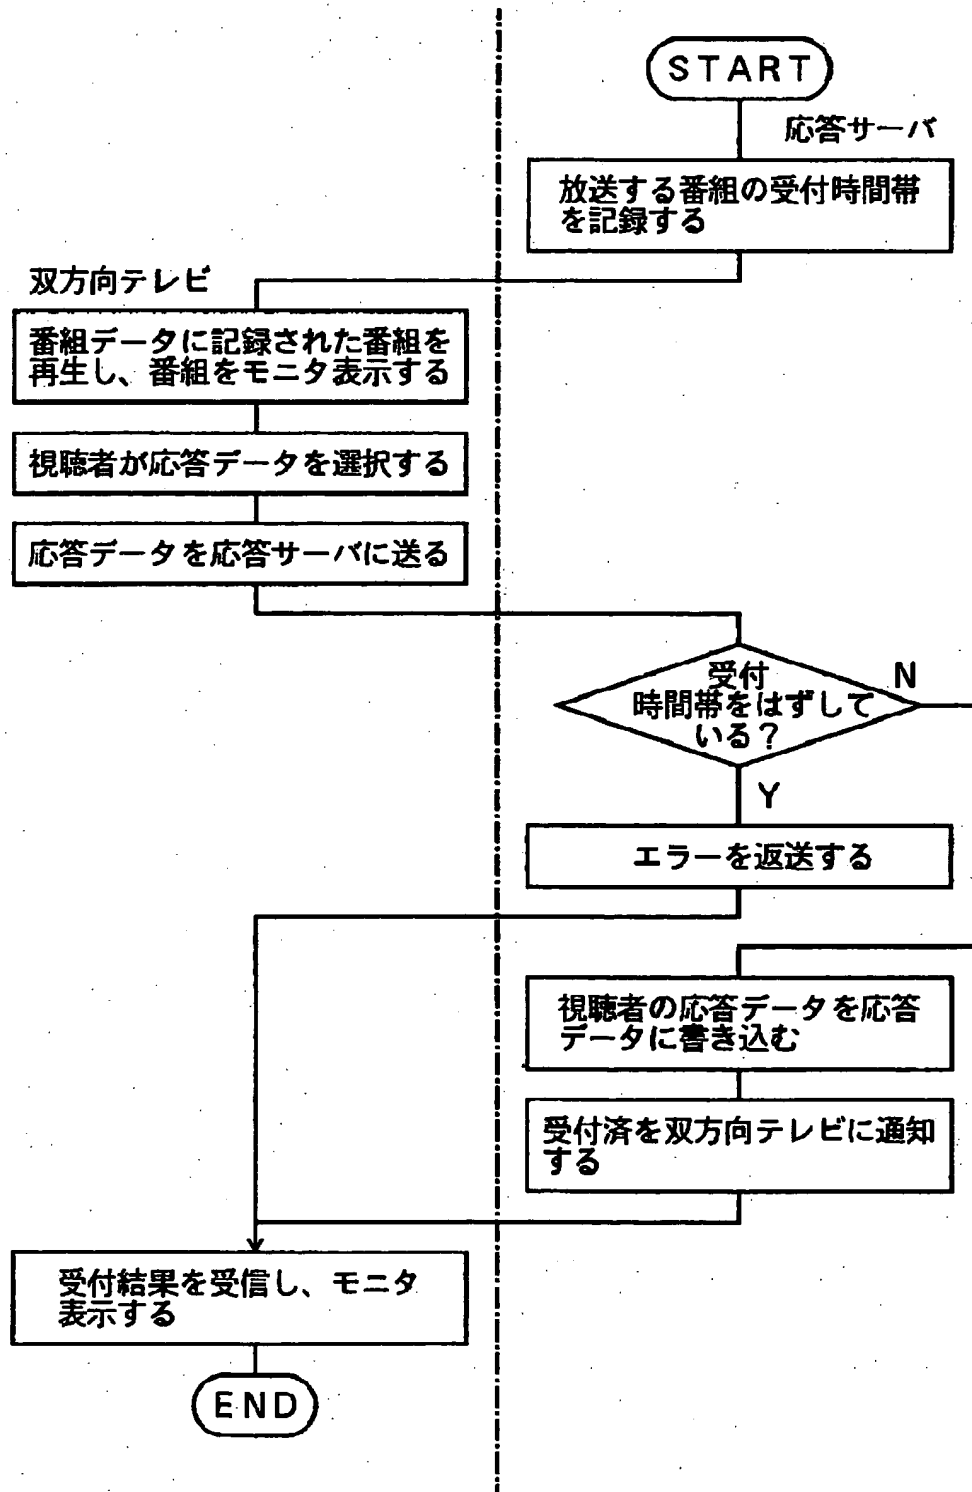 START
応答サーバ
放送する番組の受付時間帯
を記録する
双方向テレビ
番組データに記録された番組を
再生し、番組をモニタ表示する
視聴者が応答データを選択する
応答データを応答サーバに送る
受付
時間帯をはずして
いる？
N
Y
エラーを返送する
視聴者の応答データを応答
データに書き込む
受付済を双方向テレビに通知
する
受付結果を受信し、モニタ
表示する
END